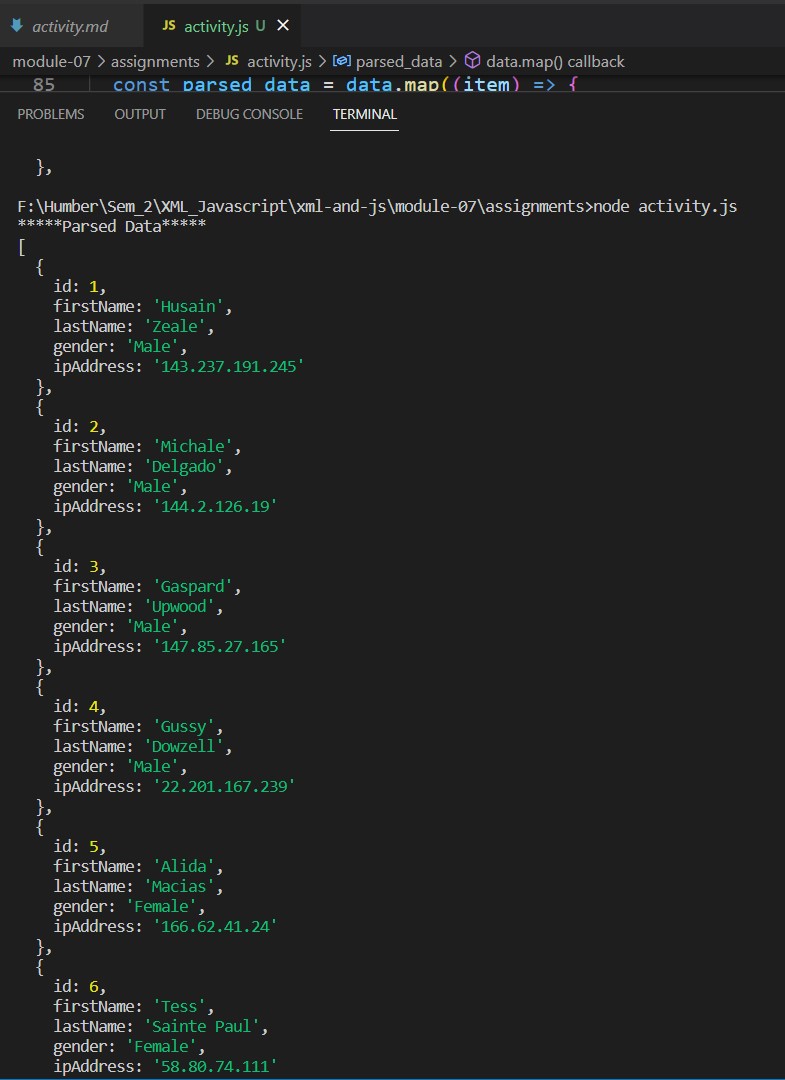 activity.md
JS activity.js U ×
module-07 > assignments > JS activity.js > parsed_data > data.map() callback
85 const parsed_data = data.map((item) => {
PROBLEMS OUTPUT DEBUG CONSOLE TERMINAL
},
F:\Humber\Sem_2\XML_Javascript\xml-and-js\module-07\assignments>node activity.js
*****Parsed Data*****
[
{
id: 1,
firstName: 'Husain',
lastName: 'Zeale',
gender: 'Male',
ipAddress: '143.237.191.245'
},
{
id: 2,
firstName: 'Michale',
lastName: 'Delgado',
gender: 'Male',
ipAddress: '144.2.126.19'
},
{
id: 3,
firstName: 'Gaspard',
lastName: 'Upwood',
gender: 'Male',
ipAddress: '147.85.27.165'
},
{
id: 4,
firstName: 'Gussy',
lastName: 'Dowzell',
gender: 'Male',
ipAddress: '22.201.167.239'
},
{
id: 5,
firstName: 'Alida',
lastName: 'Macias',
gender: 'Female',
ipAddress: '166.62.41.24'
},
{
id: 6,
firstName: 'Tess',
lastName: 'Sainte Paul',
gender: 'Female',
ipAddress: '58.80.74.111'